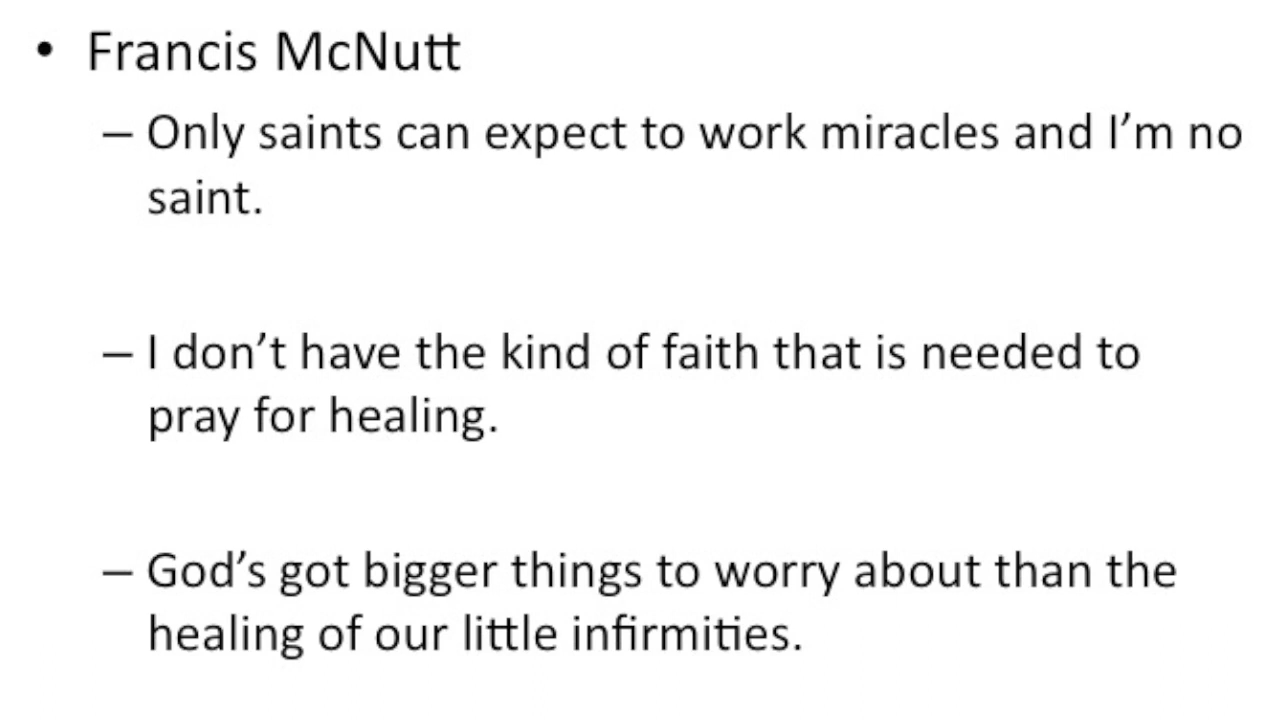 • Francis McNutt
– Only saints can expect to work miracles and I’m no
saint.
– I don’t have the kind of faith that is needed to
pray for healing.
– God’s got bigger things to worry about than the
healing of our little infirmities.